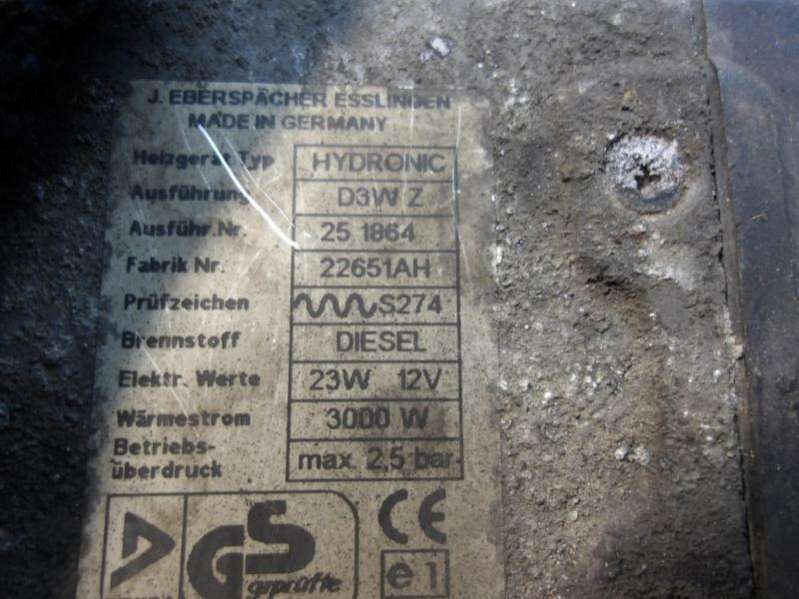 J. EBERSPÄCHER ESSLINGEN
MADE IN GERMANY
Heizgerät Typ HYDRONIC
Ausführung D3W Z
Ausführ.Nr. 25 1864
Fabrik Nr. 22651AH
Prüfzeichen S274
Brennstoff DIESEL
Elektr. Werte 23W 12V
Wärmestrom 3000 W
Betriebs-
überdruck max. 2,5 bar
GS CE
geprüfte e1